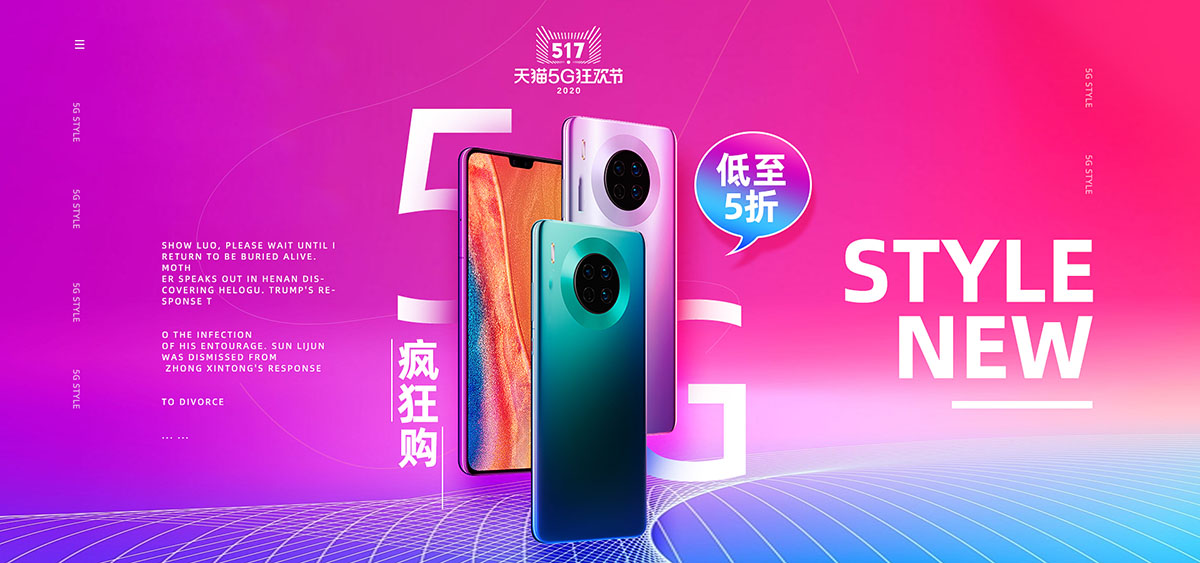 517
天猫5G狂欢节
2020
5G STYLE
5G STYLE
5G STYLE
5G STYLE
SHOW LUO, PLEASE WAIT UNTIL I
RETURN TO BE BURIED ALIVE.
MOTH
ER SPEAKS OUT IN HENAN DIS-
COVERING HELOGU. TRUMP'S RE-
SPONSE T
O THE INFECTION
OF HIS ENTOURAGE. SUN LIJUN
WAS DISMISSED FROM
ZHONG XINTONG'S RESPONSE
TO DIVORCE
... ...
5G
疯狂购
低至
5折
STYLE
NEW
5G STYLE
5G STYLE